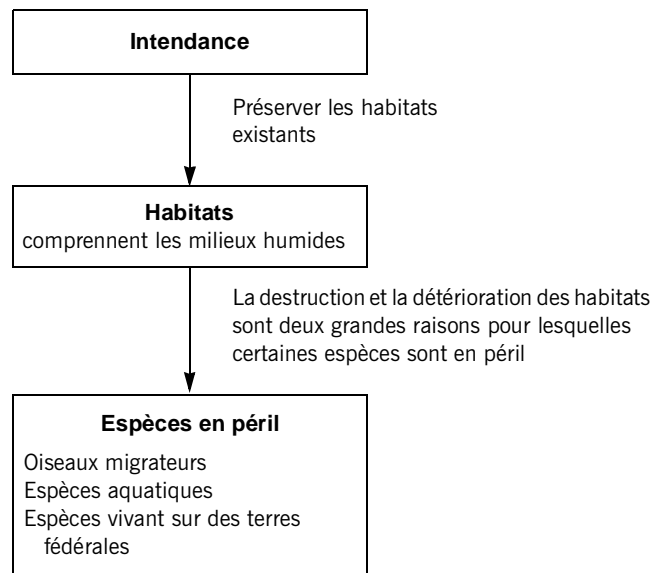 Intendance
Préserver les habitats
existants
Habitats
comprennent les milieux humides
La destruction et la détérioration des habitats
sont deux grandes raisons pour lesquelles
certaines espèces sont en péril
Espèces en péril
Oiseaux migrateurs
Espèces aquatiques
Espèces vivant sur des terres
fédérales